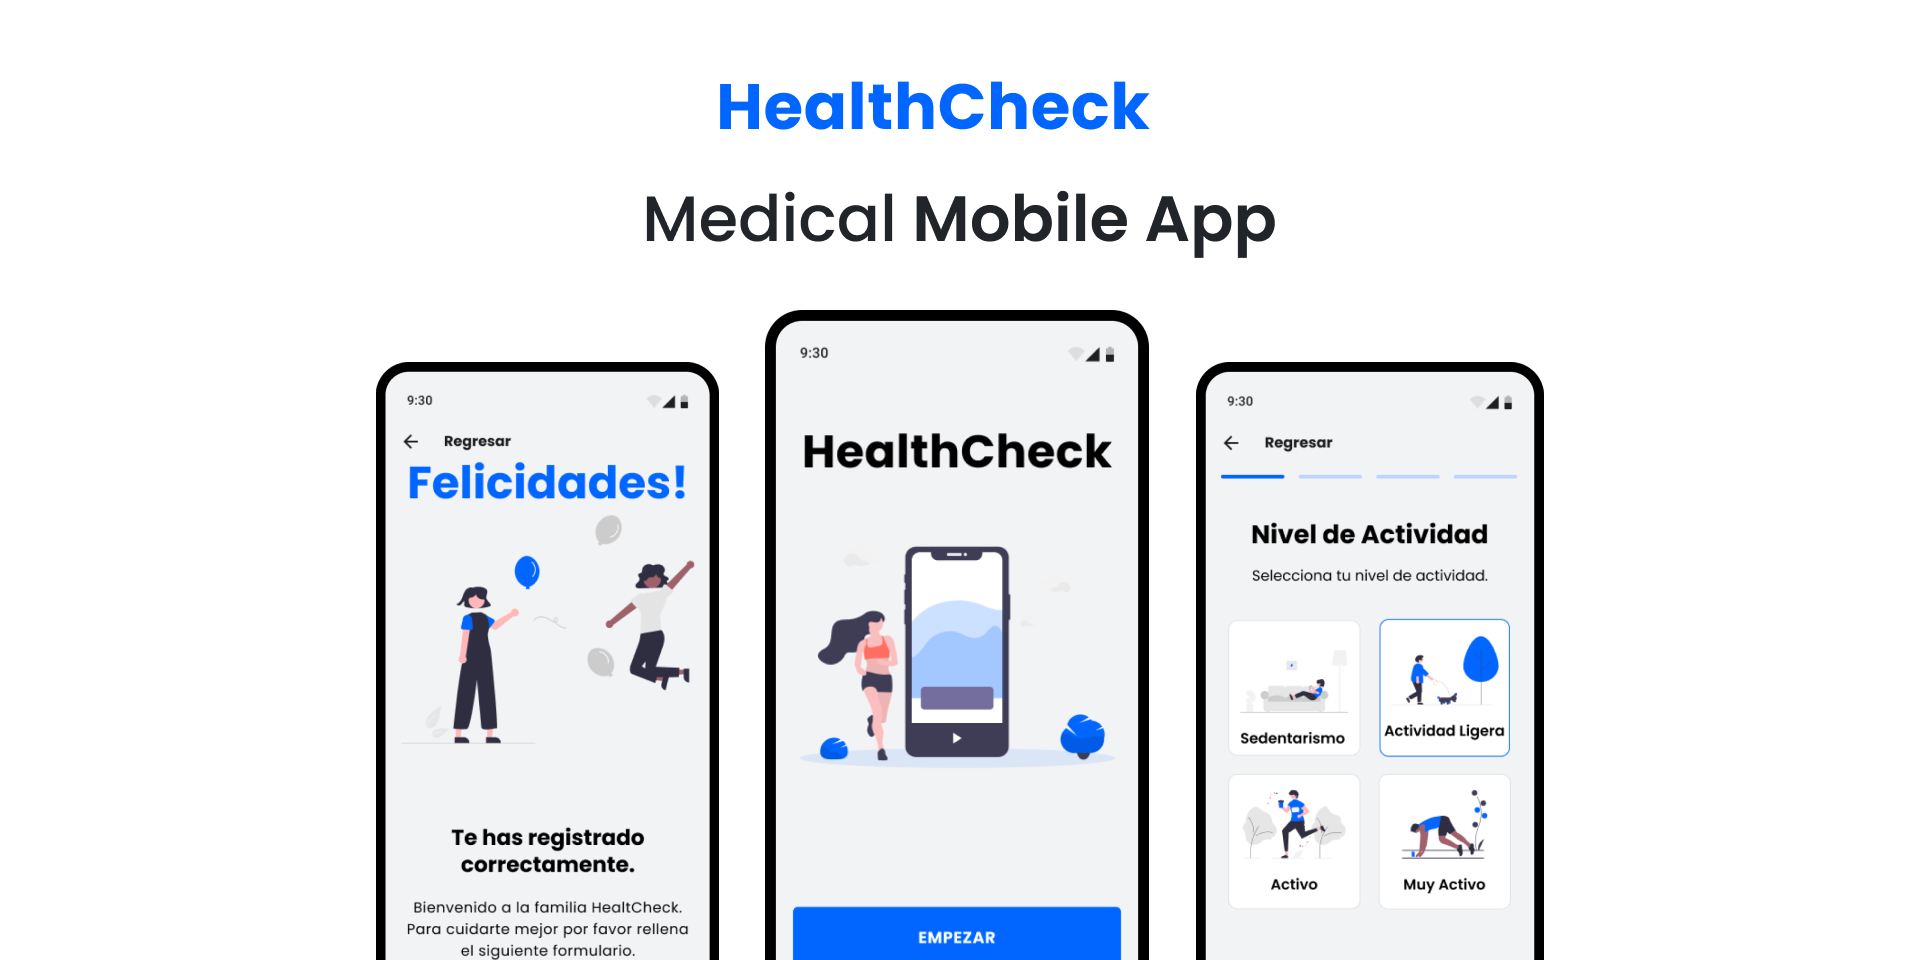 HealthCheck
Medical Mobile App
9:30
Regresar
Felicidades!
Te has registrado
correctamente.
Bienvenido a la familia HealtCheck.
Para cuidarte mejor por favor rellena
el siguiente formulario.
9:30
HealthCheck
EMPEZAR
9:30
Regresar
Nivel de Actividad
Selecciona tu nivel de actividad.
Sedentarismo
Actividad Ligera
Activo
Muy Activo